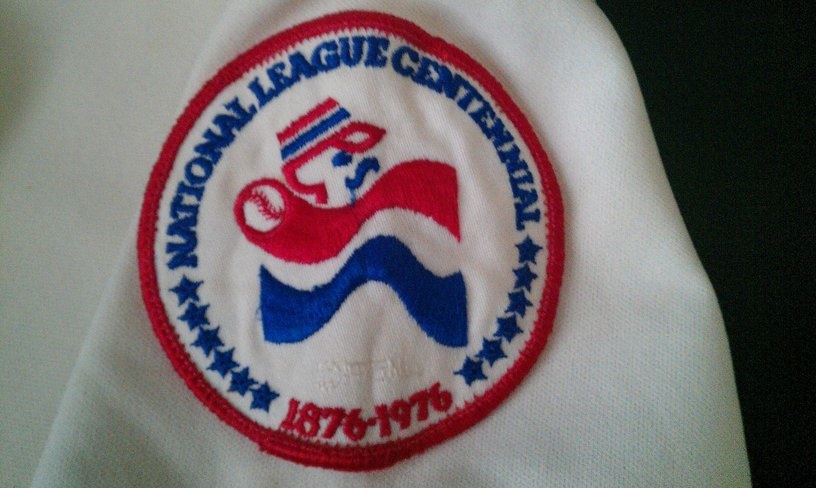 NATIONAL LEAGUE CENTENNIAL
1876-1976